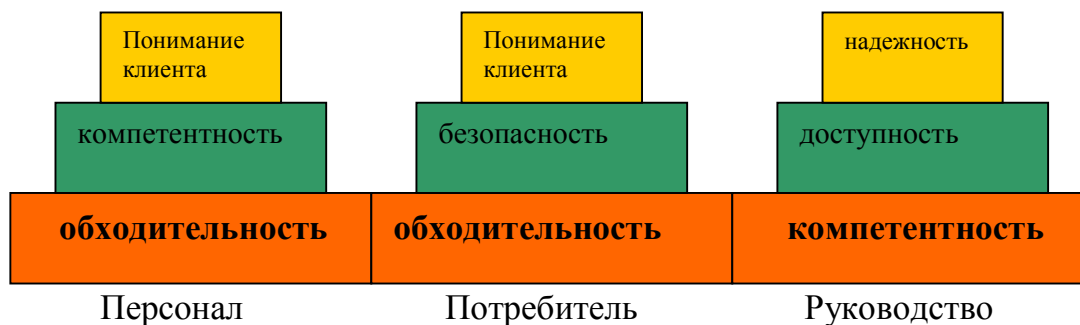 Понимание
клиента
Понимание
клиента
надежность
компетентность
безопасность
доступность
обходительность
обходительность
компетентность
Персонал
Потребитель
Руководство